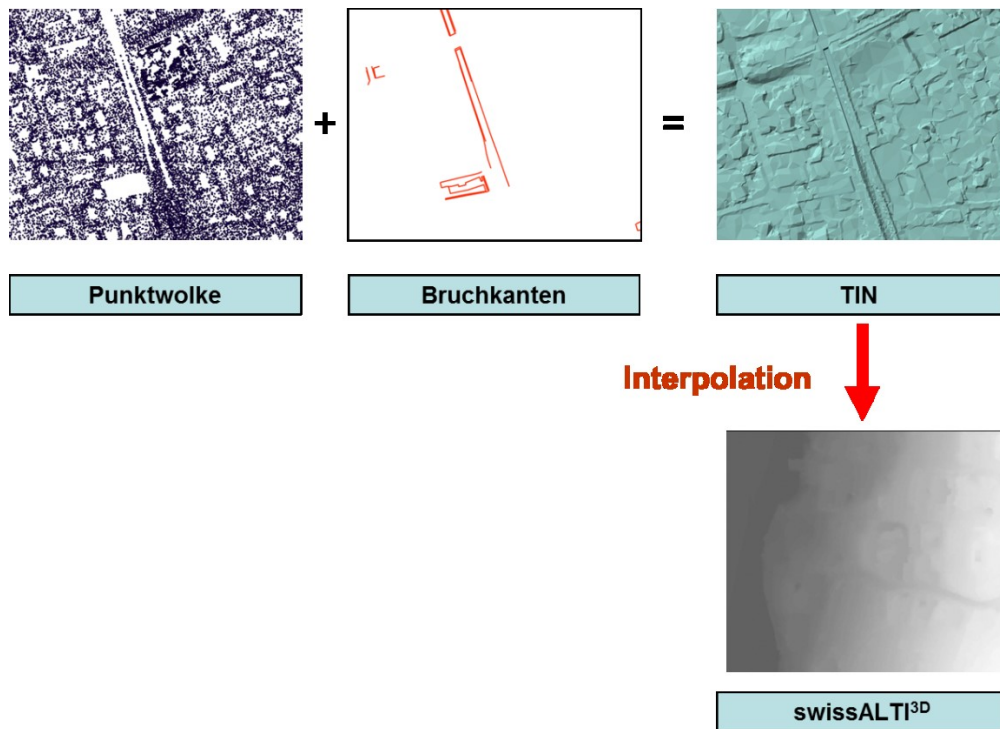 +
=
Punktwolke
Bruchkanten
TIN
Interpolation
swissALTI3D